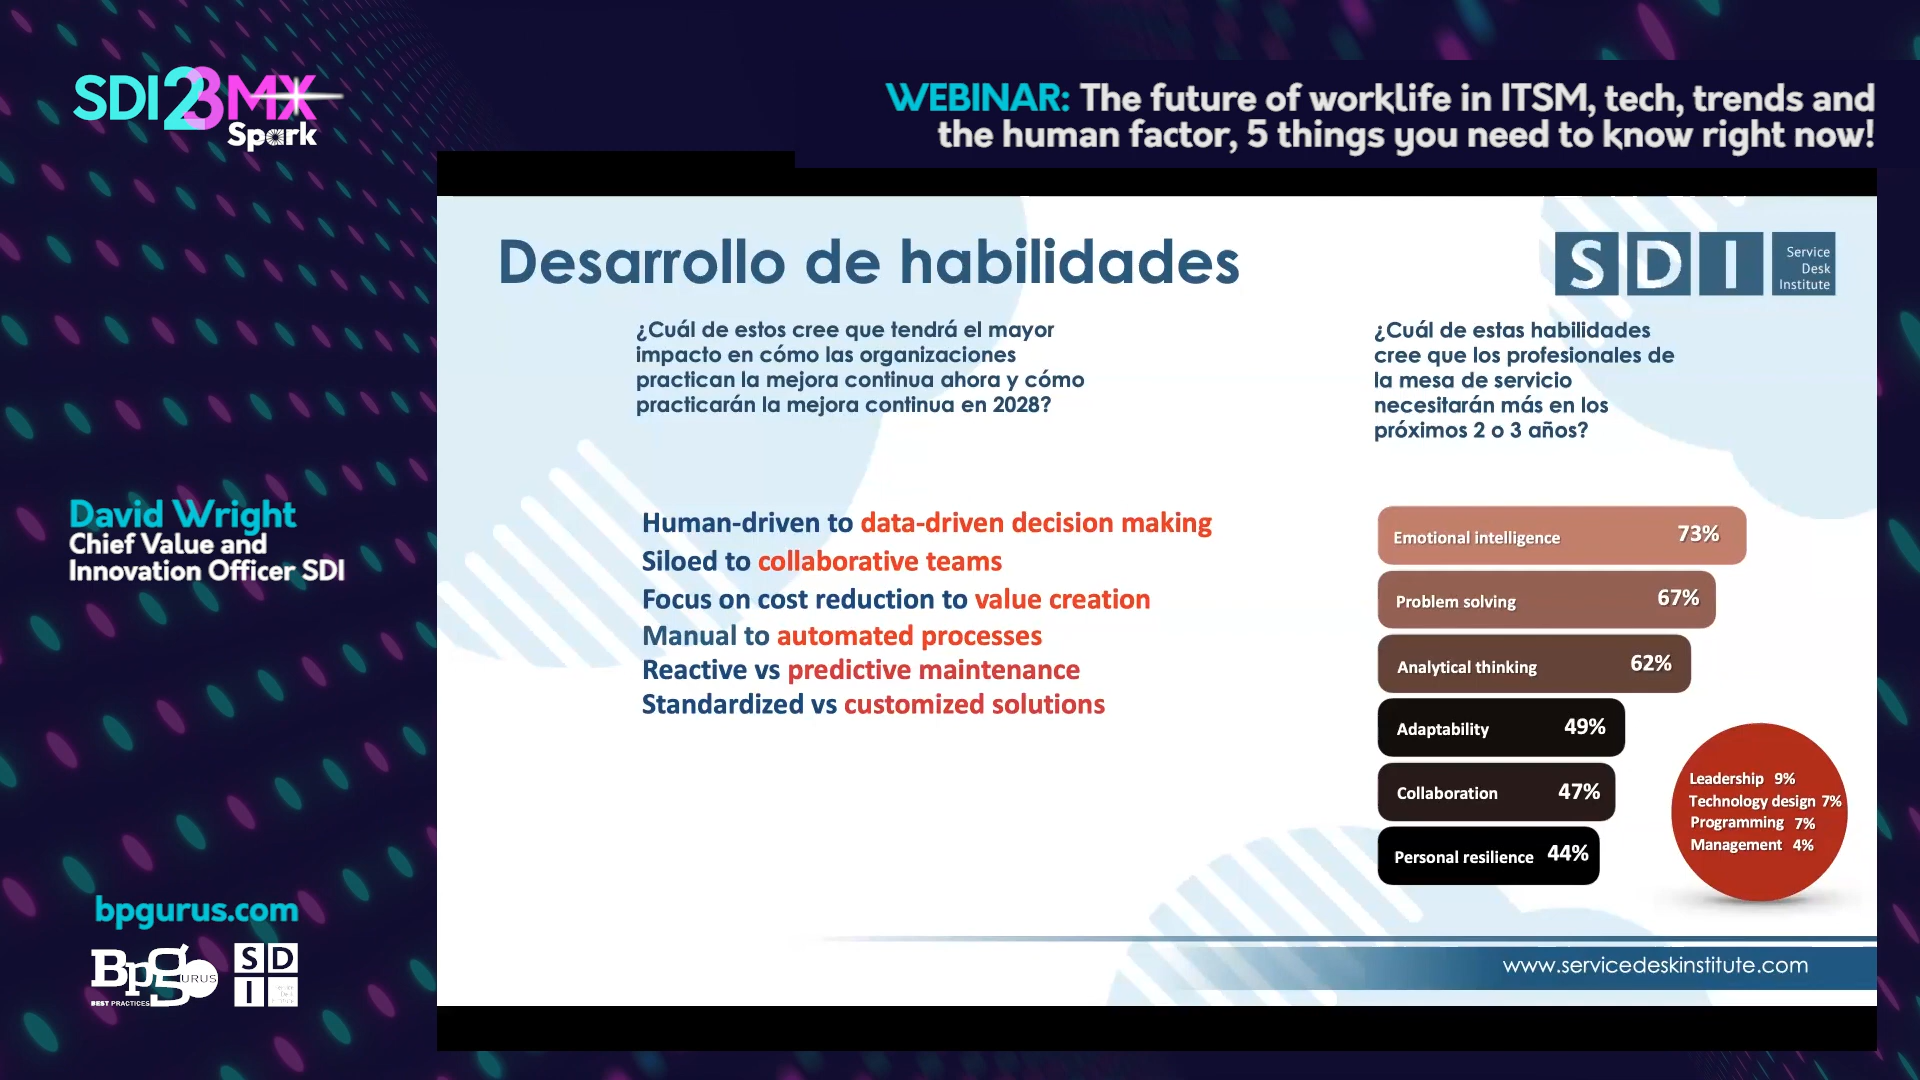 SDI23MX
Spark
WEBINAR: The future of worklife in ITSM, tech, trends and
the human factor, 5 things you need to know right now!
Desarrollo de habilidades
S D I Service
Desk
Institute
¿Cuál de estos cree que tendrá el mayor
impacto en cómo las organizaciones
practican la mejora continua ahora y cómo
practicarán la mejora continua en 2028?
¿Cuál de estas habilidades
cree que los profesionales de
la mesa de servicio
necesitarán más en los
próximos 2 o 3 años?
Human-driven to data-driven decision making
Siloed to collaborative teams
Focus on cost reduction to value creation
Manual to automated processes
Reactive vs predictive maintenance
Standardized vs customized solutions
Emotional intelligence 73%
Problem solving 67%
Analytical thinking 62%
Adaptability 49%
Collaboration 47%
Personal resilience 44%
Leadership 9%
Technology design 7%
Programming 7%
Management 4%
www.servicedeskinstitute.com
David Wright
Chief Value and
Innovation Officer SDI
bpgurus.com
BpGURUS
BEST PRACTICES
S D
I